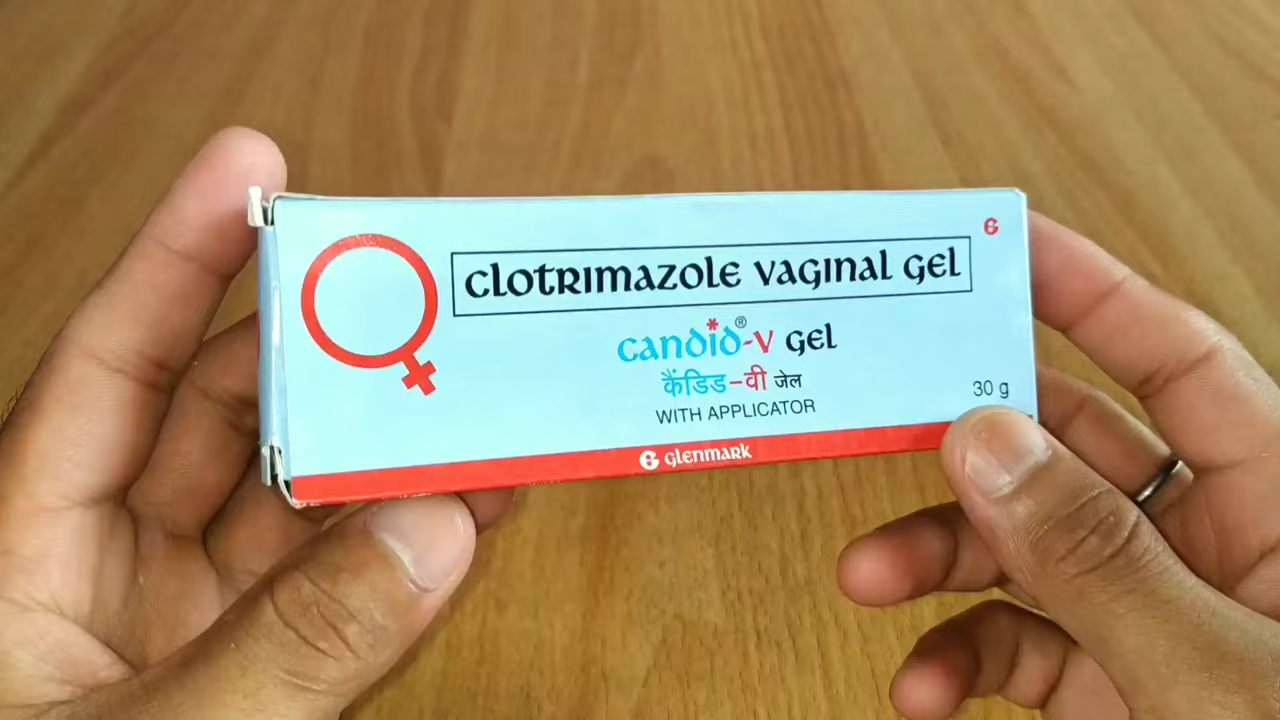 CLOTRIMAZOLE VAGINAL GEL
CANDID®-V GEL
कैंडिड-वी जेल
WITH APPLICATOR
30 g
G GLENMARK